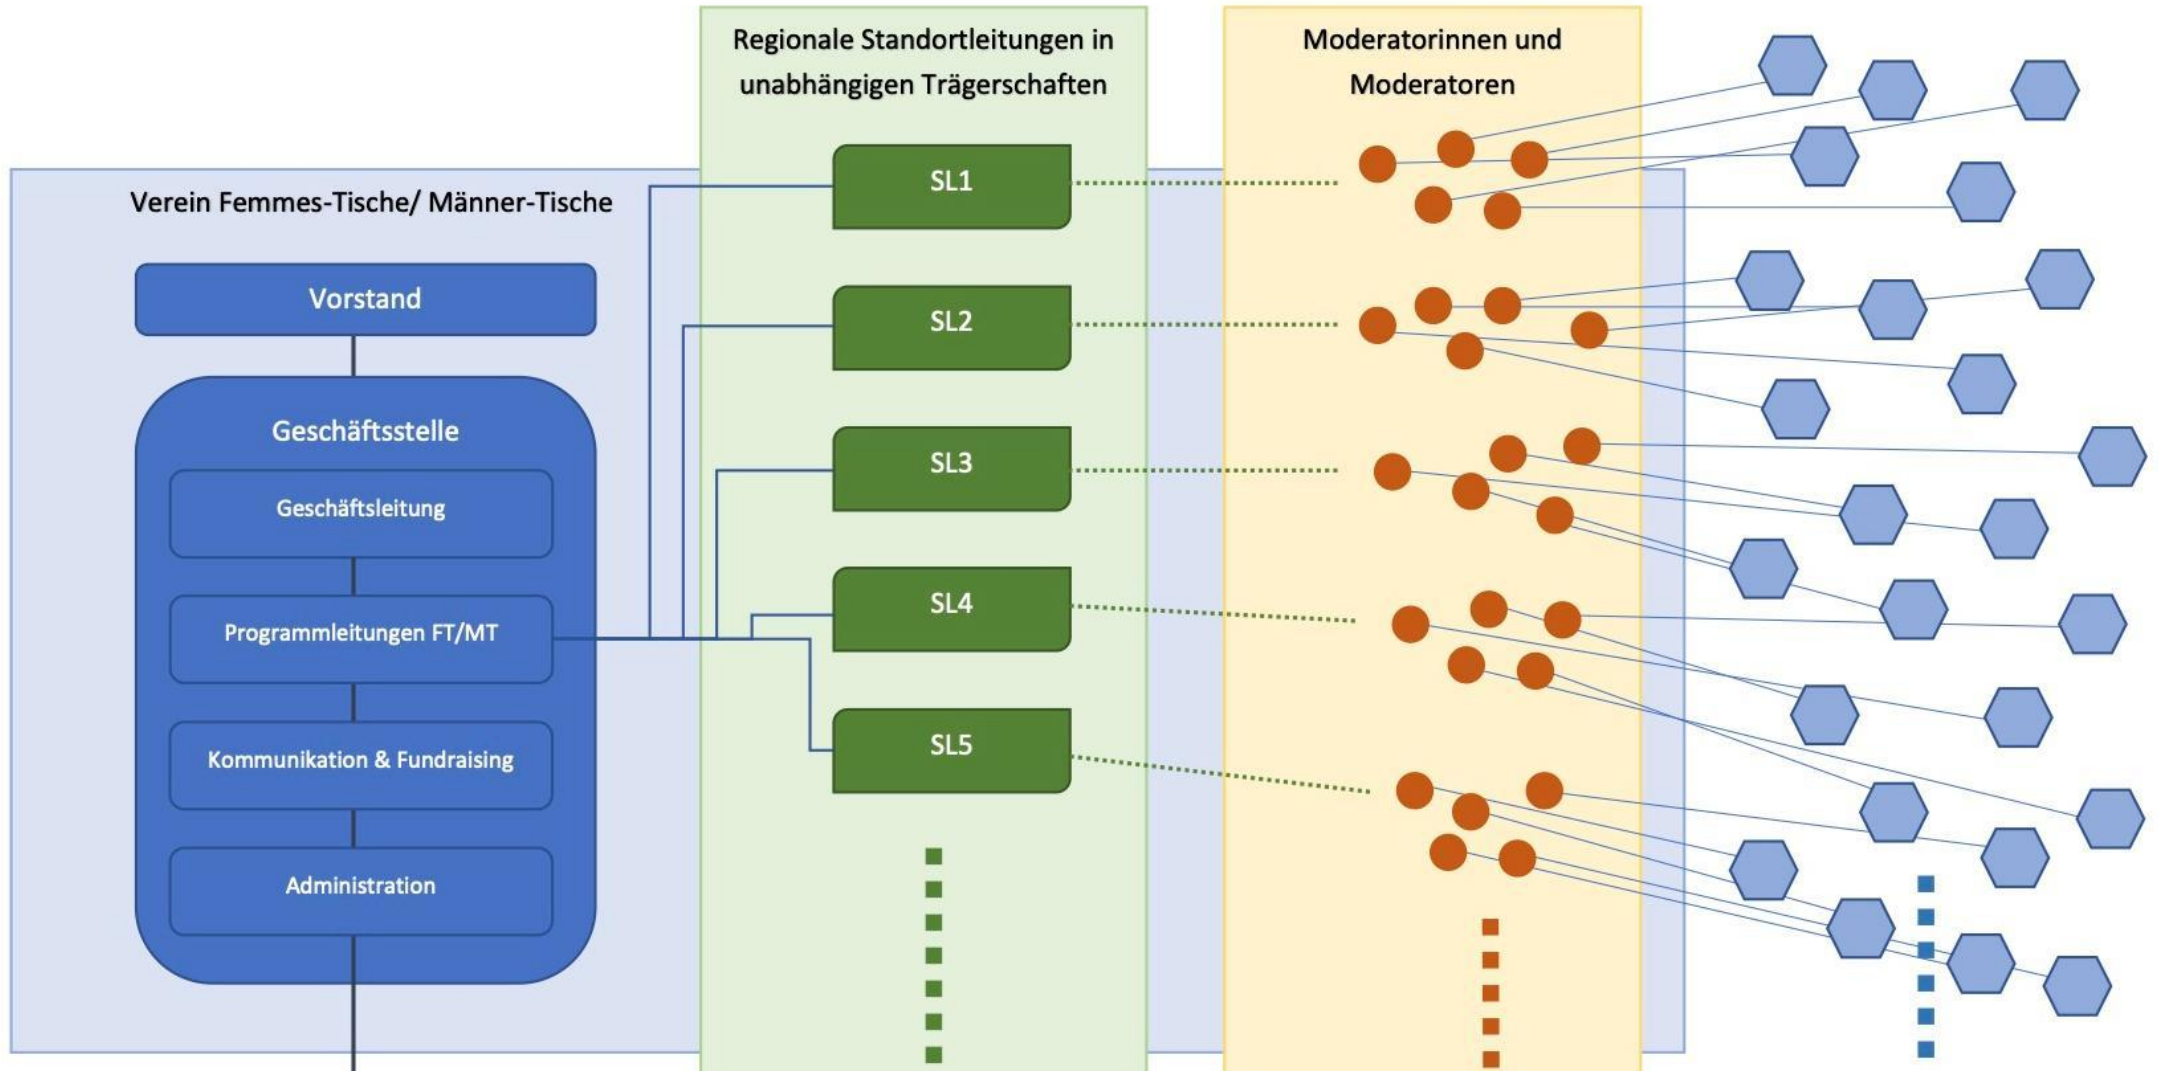 Regionale Standortleitungen in
unabhängigen Trägerschaften
Moderatorinnen und
Moderatoren
Verein Femmes-Tische/ Männer-Tische
Vorstand
Geschäftsstelle
Geschäftsleitung
Programmleitungen FT/MT
Kommunikation & Fundraising
Administration
SL1
SL2
SL3
SL4
SL5